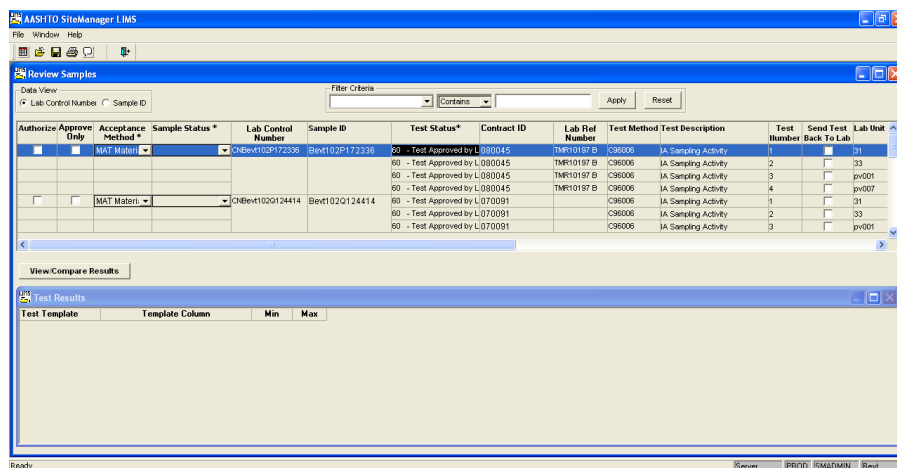 LIMS AASHTO SiteManager LIMS
File Window Help
LIMS Review Samples
Data View
Lab Control Number Sample ID
Filter Criteria
Contains Apply Reset
Authorize Approve Only Acceptance Method * Sample Status * Lab Control Number Sample ID Test Status* Contract ID Lab Ref Number Test Method Test Description Test Number Send Test Back To Lab Lab Unit
MAT Materi: CNBevt102P172336 Bevt102P172336 60 - Test Approved by L 080045 TMR10197 B C96006 IA Sampling Activity 1 31
60 - Test Approved by L 080045 TMR10197 B C96006 IA Sampling Activity 2 33
60 - Test Approved by L 080045 TMR10197 B C96006 IA Sampling Activity 3 pv001
60 - Test Approved by L 080045 TMR10197 B C96006 IA Sampling Activity 4 pv007
MAT Materi: CNBevt102Q124414 Bevt102Q124414 60 - Test Approved by L 070091 C96006 IA Sampling Activity 1 31
60 - Test Approved by L 070091 C96006 IA Sampling Activity 2 33
60 - Test Approved by L 070091 C96006 IA Sampling Activity 3 pv001
View/Compare Results
LIMS Test Results
Test Template Template Column Min Max
Ready Server PROD SMADMIN Bevt